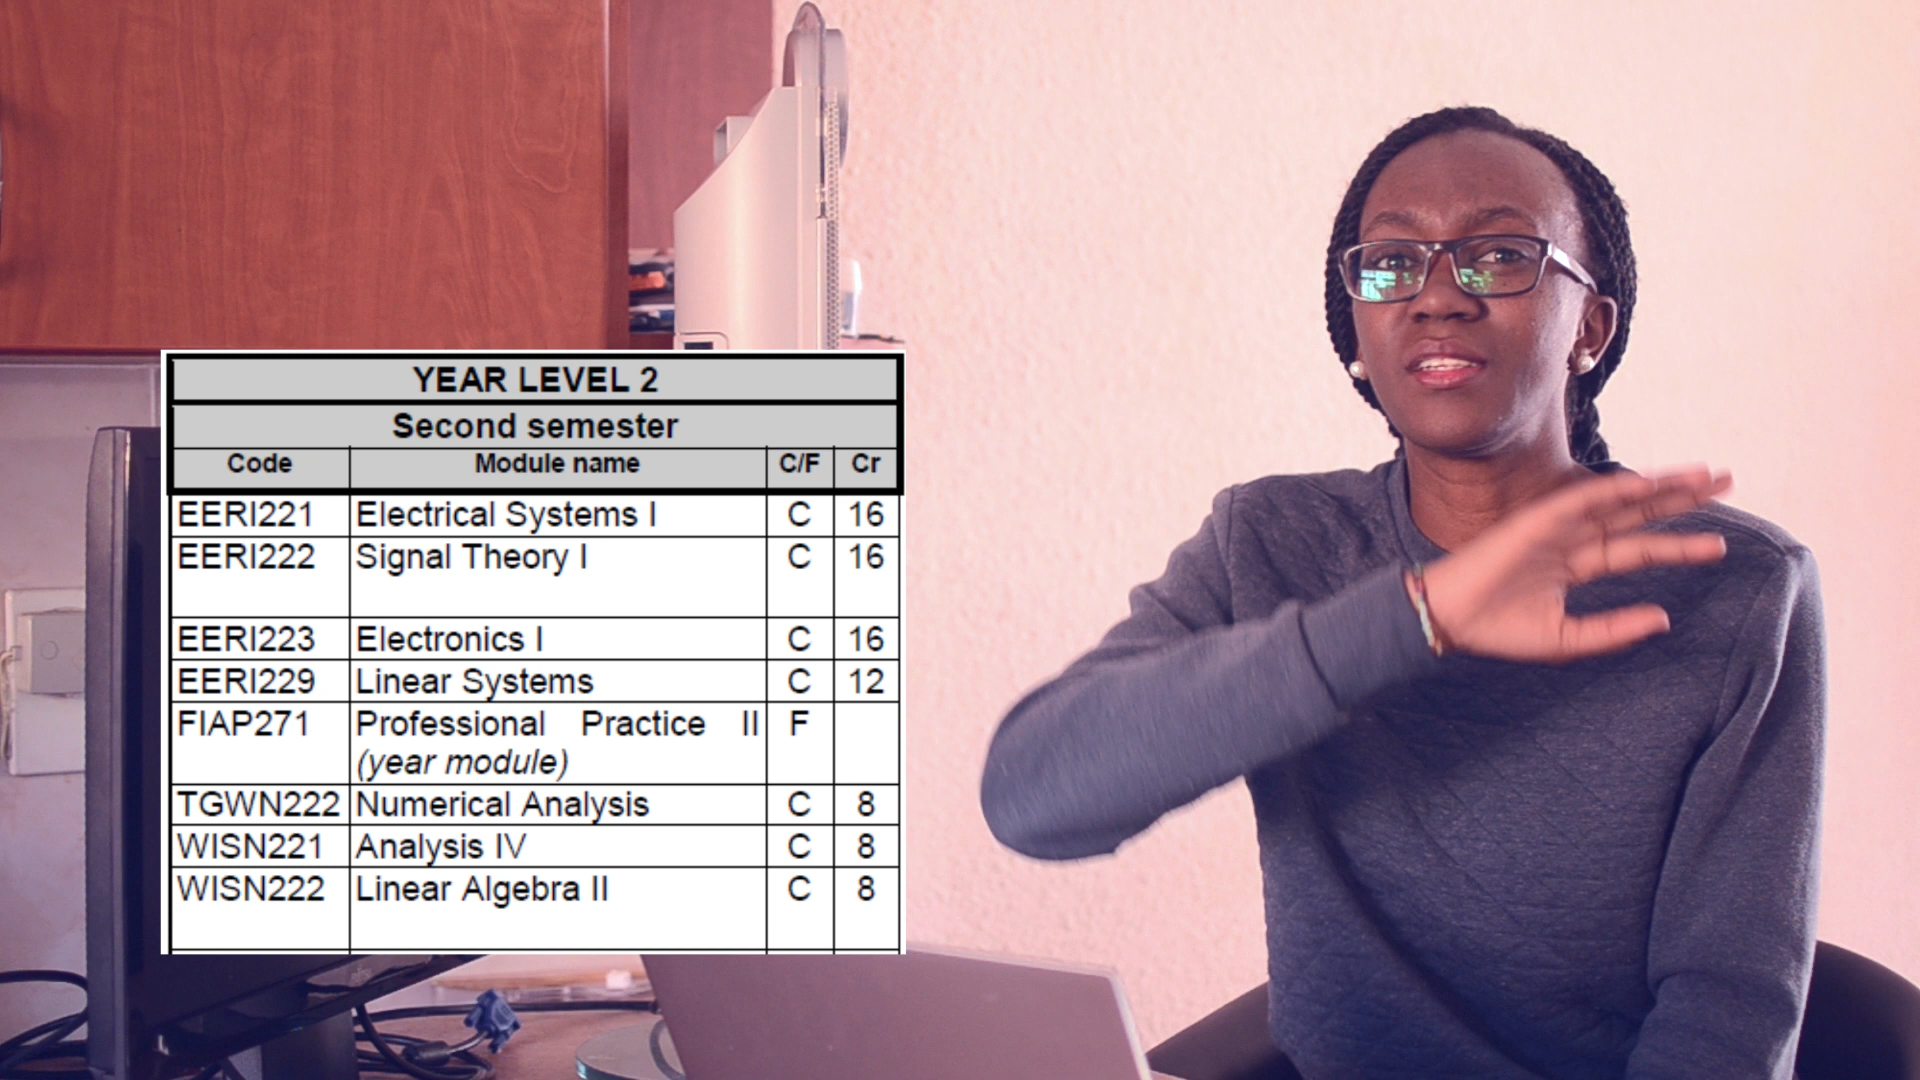 YEAR LEVEL 2
Second semester
Code Module name C/F Cr
EERI221 Electrical Systems I C 16
EERI222 Signal Theory I C 16
EERI223 Electronics I C 16
EERI229 Linear Systems C 12
FIAP271 Professional Practice II F
(year module)
TGWN222 Numerical Analysis C 8
WISN221 Analysis IV C 8
WISN222 Linear Algebra II C 8